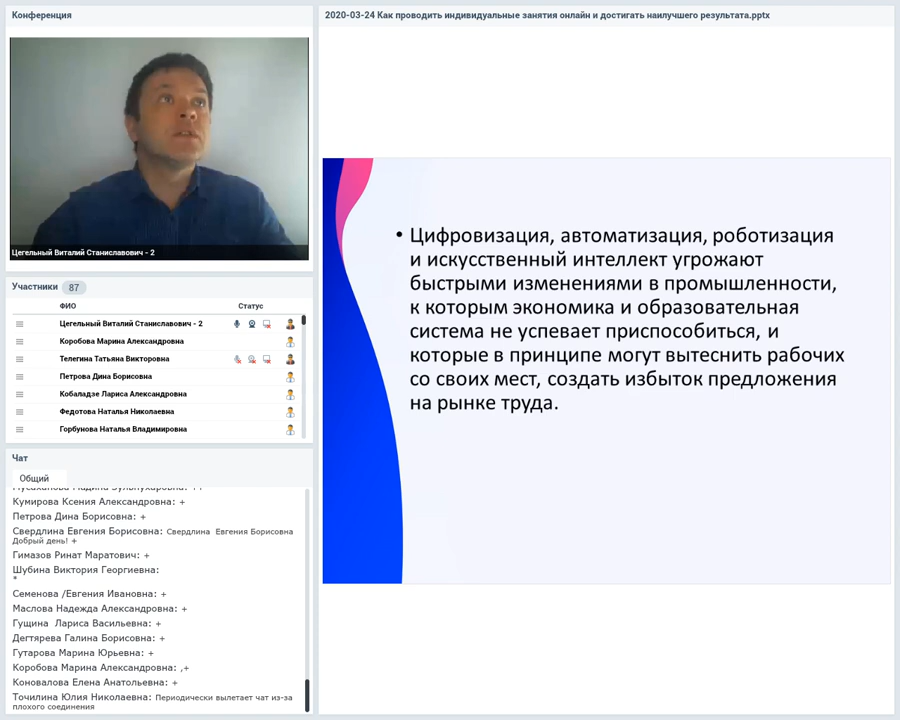 Конференция
Цегельный Виталий Станиславович - 2
Участники 87
ФИО Статус
Цегельный Виталий Станиславович - 2
Коробова Марина Александровна
Телегина Татьяна Викторовна
Петрова Дина Борисовна
Кобаладзе Лариса Александровна
Федотова Наталья Николаевна
Горбунова Наталья Владимировна
Чат
Общий
Кумирова Ксения Александровна: +
Петрова Дина Борисовна: +
Свердлина Евгения Борисовна: Свердлина Евгения Борисовна
Добрый день! +
Гимазов Ринат Маратович: +
Шубина Виктория Георгиевна:
*
Семенова /Евгения Ивановна: +
Маслова Надежда Александровна: +
Гущина Лариса Васильевна: +
Дегтярева Галина Борисовна: +
Гутарова Марина Юрьевна: +
Коробова Марина Александровна: ,+
Коновалова Елена Анатольевна: +
Точилина Юлия Николаевна: Периодически вылетает чат из-за
плохого соединения
2020-03-24 Как проводить индивидуальные занятия онлайн и достигать наилучшего результата.pptx
• Цифровизация, автоматизация, роботизация
и искусственный интеллект угрожают
быстрыми изменениями в промышленности,
к которым экономика и образовательная
система не успевает приспособиться, и
которые в принципе могут вытеснить рабочих
со своих мест, создать избыток предложения
на рынке труда.